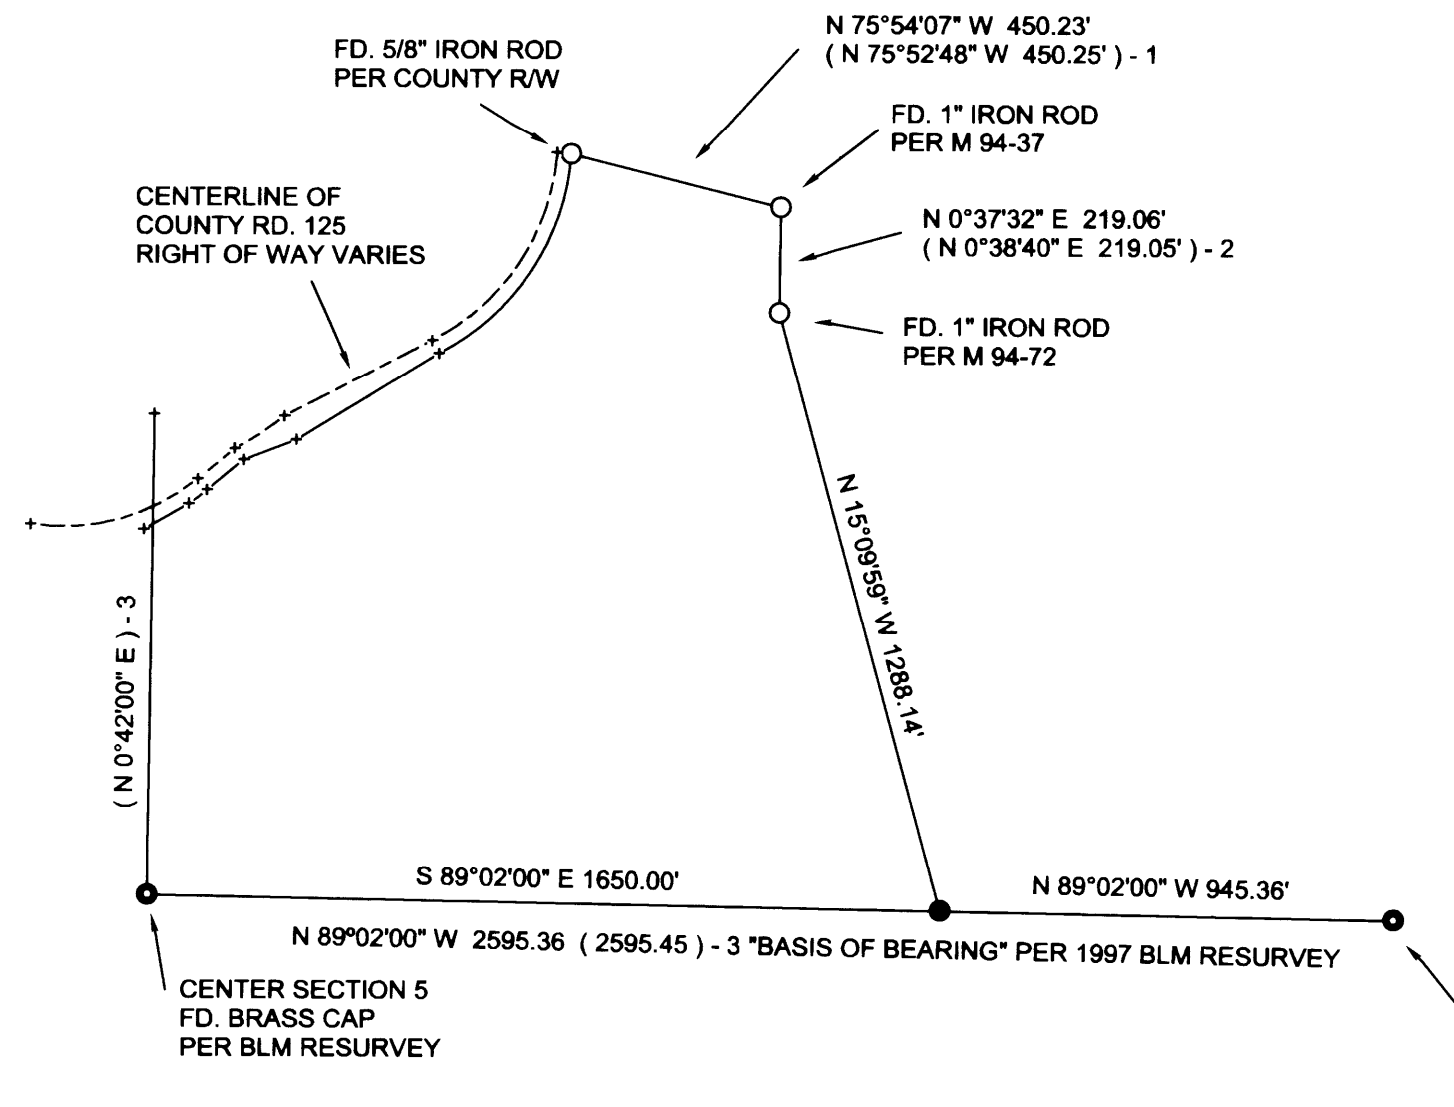 N 75°54'07" W 450.23'
( N 75°52'48" W 450.25' ) - 1
FD. 5/8" IRON ROD
PER COUNTY R/W
FD. 1" IRON ROD
PER M 94-37
CENTERLINE OF
COUNTY RD. 125
RIGHT OF WAY VARIES
N 0°37'32" E 219.06'
( N 0°38'40" E 219.05' ) - 2
FD. 1" IRON ROD
PER M 94-72
N 15°09'59" W 1288.14'
( N 0°42'00" E ) - 3
S 89°02'00" E 1650.00'
N 89°02'00" W 945.36'
N 89º02'00" W 2595.36 ( 2595.45 ) - 3 "BASIS OF BEARING" PER 1997 BLM RESURVEY
CENTER SECTION 5
FD. BRASS CAP
PER BLM RESURVEY